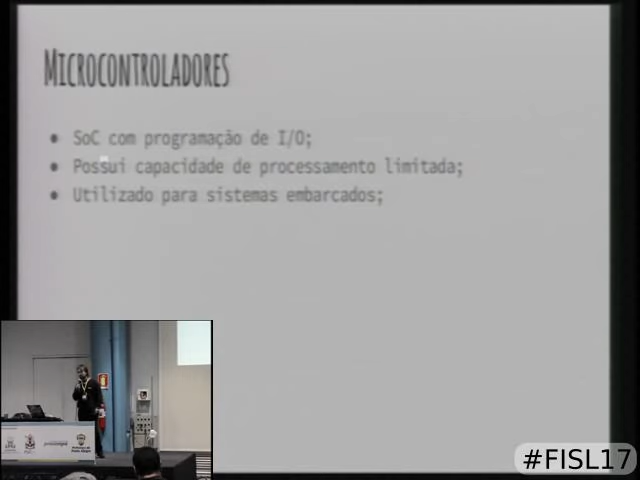 MICROCONTROLADORES
• SoC com programação de I/O;
• Possui capacidade de processamento limitada;
• Utilizado para sistemas embarcados;
#FISL17